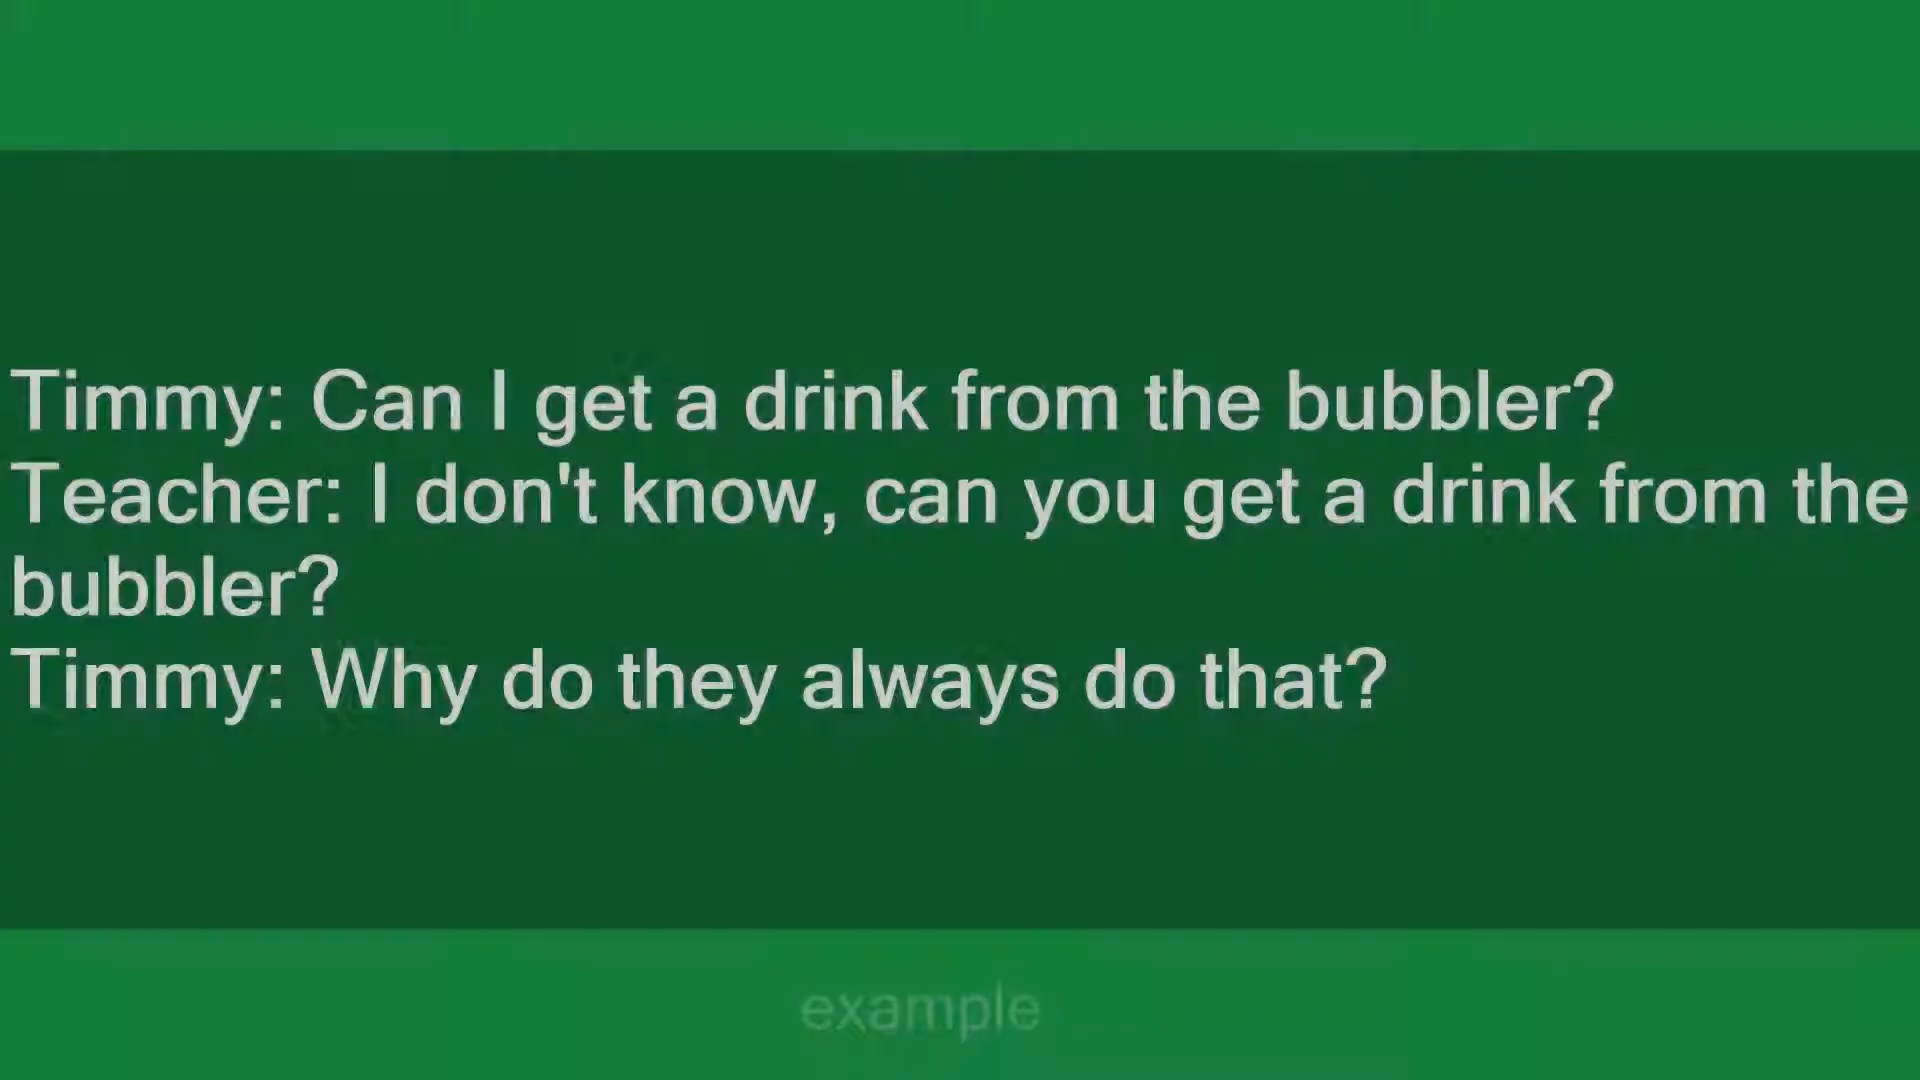 Timmy: Can I get a drink from the bubbler?
Teacher: I don't know, can you get a drink from the
bubbler?
Timmy: Why do they always do that?
example